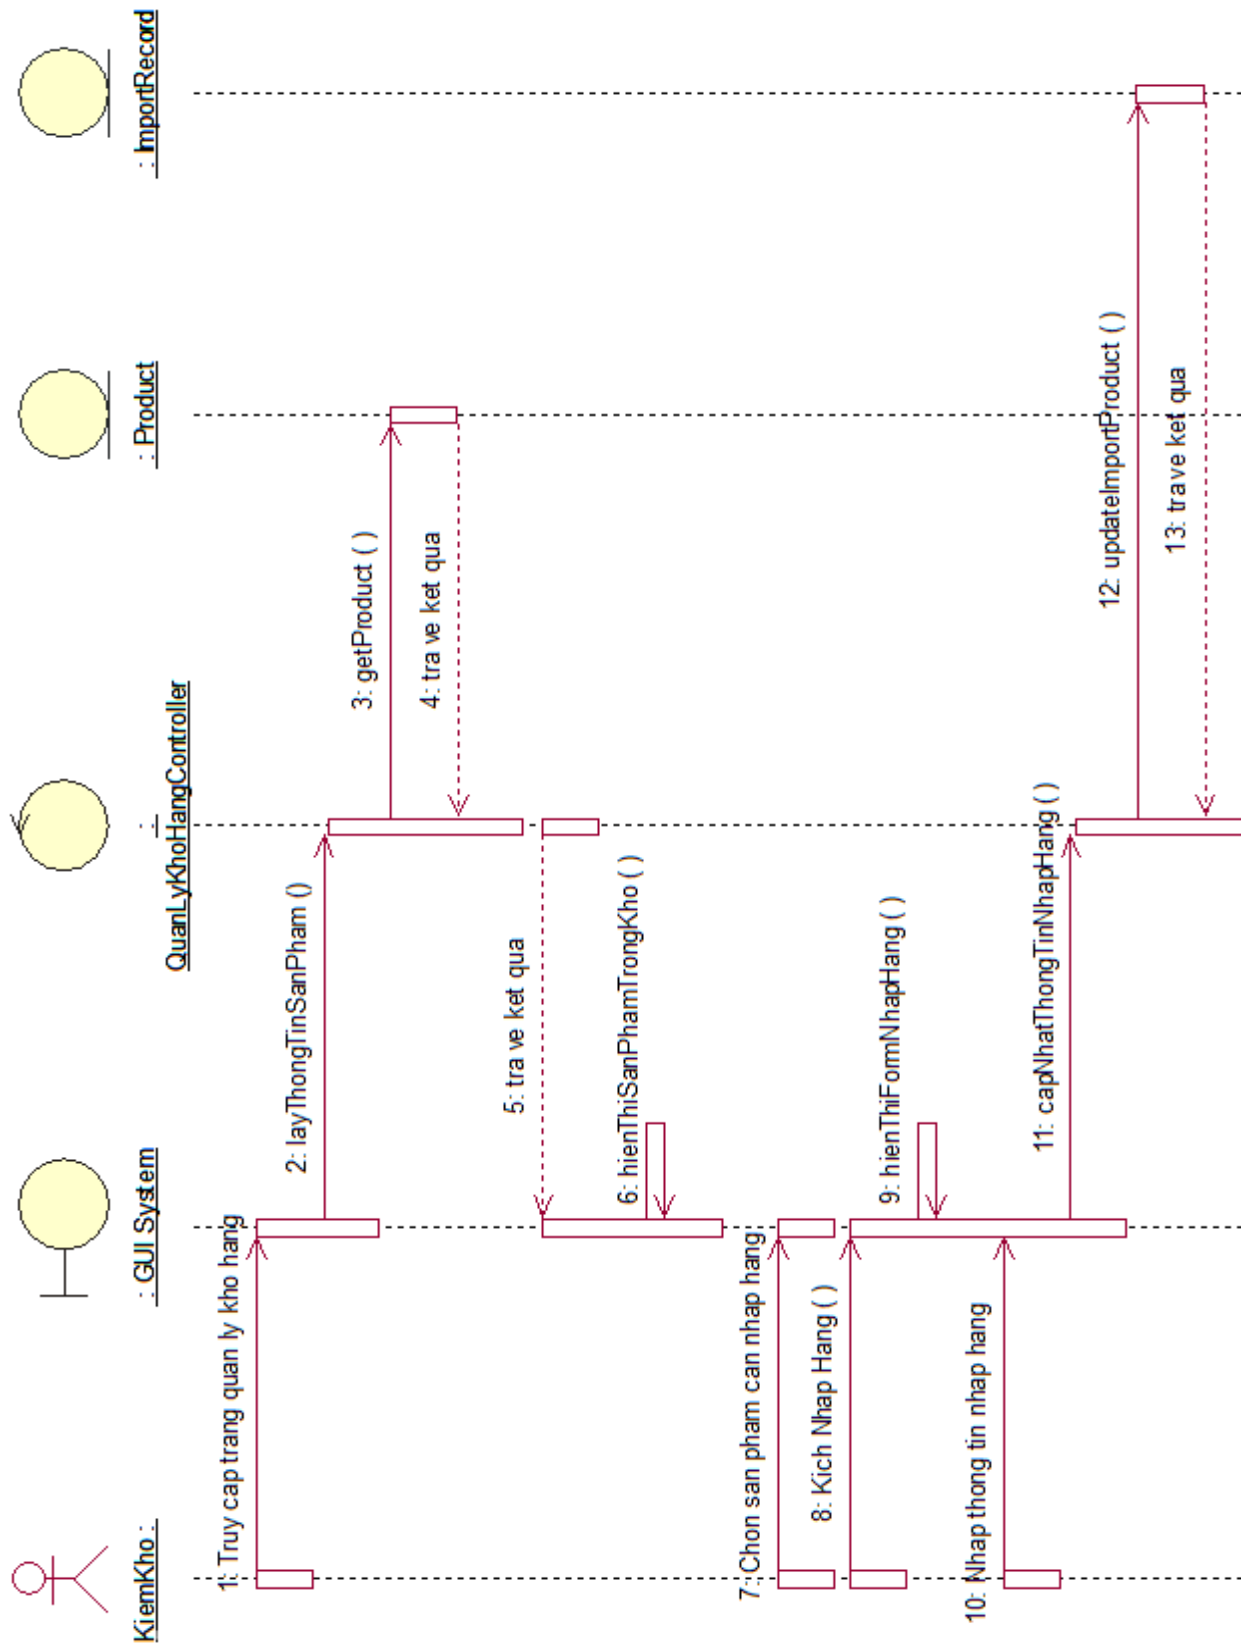 KiemKho :
: GUI System
:
QuanLyKhoHangController
: Product
: ImportRecord
1: Truy cap trang quan ly kho hang
2: layThongTinSanPham ()
3: getProduct ( )
4: tra ve ket qua
5: tra ve ket qua
6: hienThiSanPhamTrongKho ( )
7: Chon san pham can nhap hang
8: Kich Nhap Hang ( )
9: hienThiFormNhapHang ( )
10: Nhap thong tin nhap hang
11: capNhatThongTinNhapHang ( )
12: updateImportProduct ( )
13: tra ve ket qua